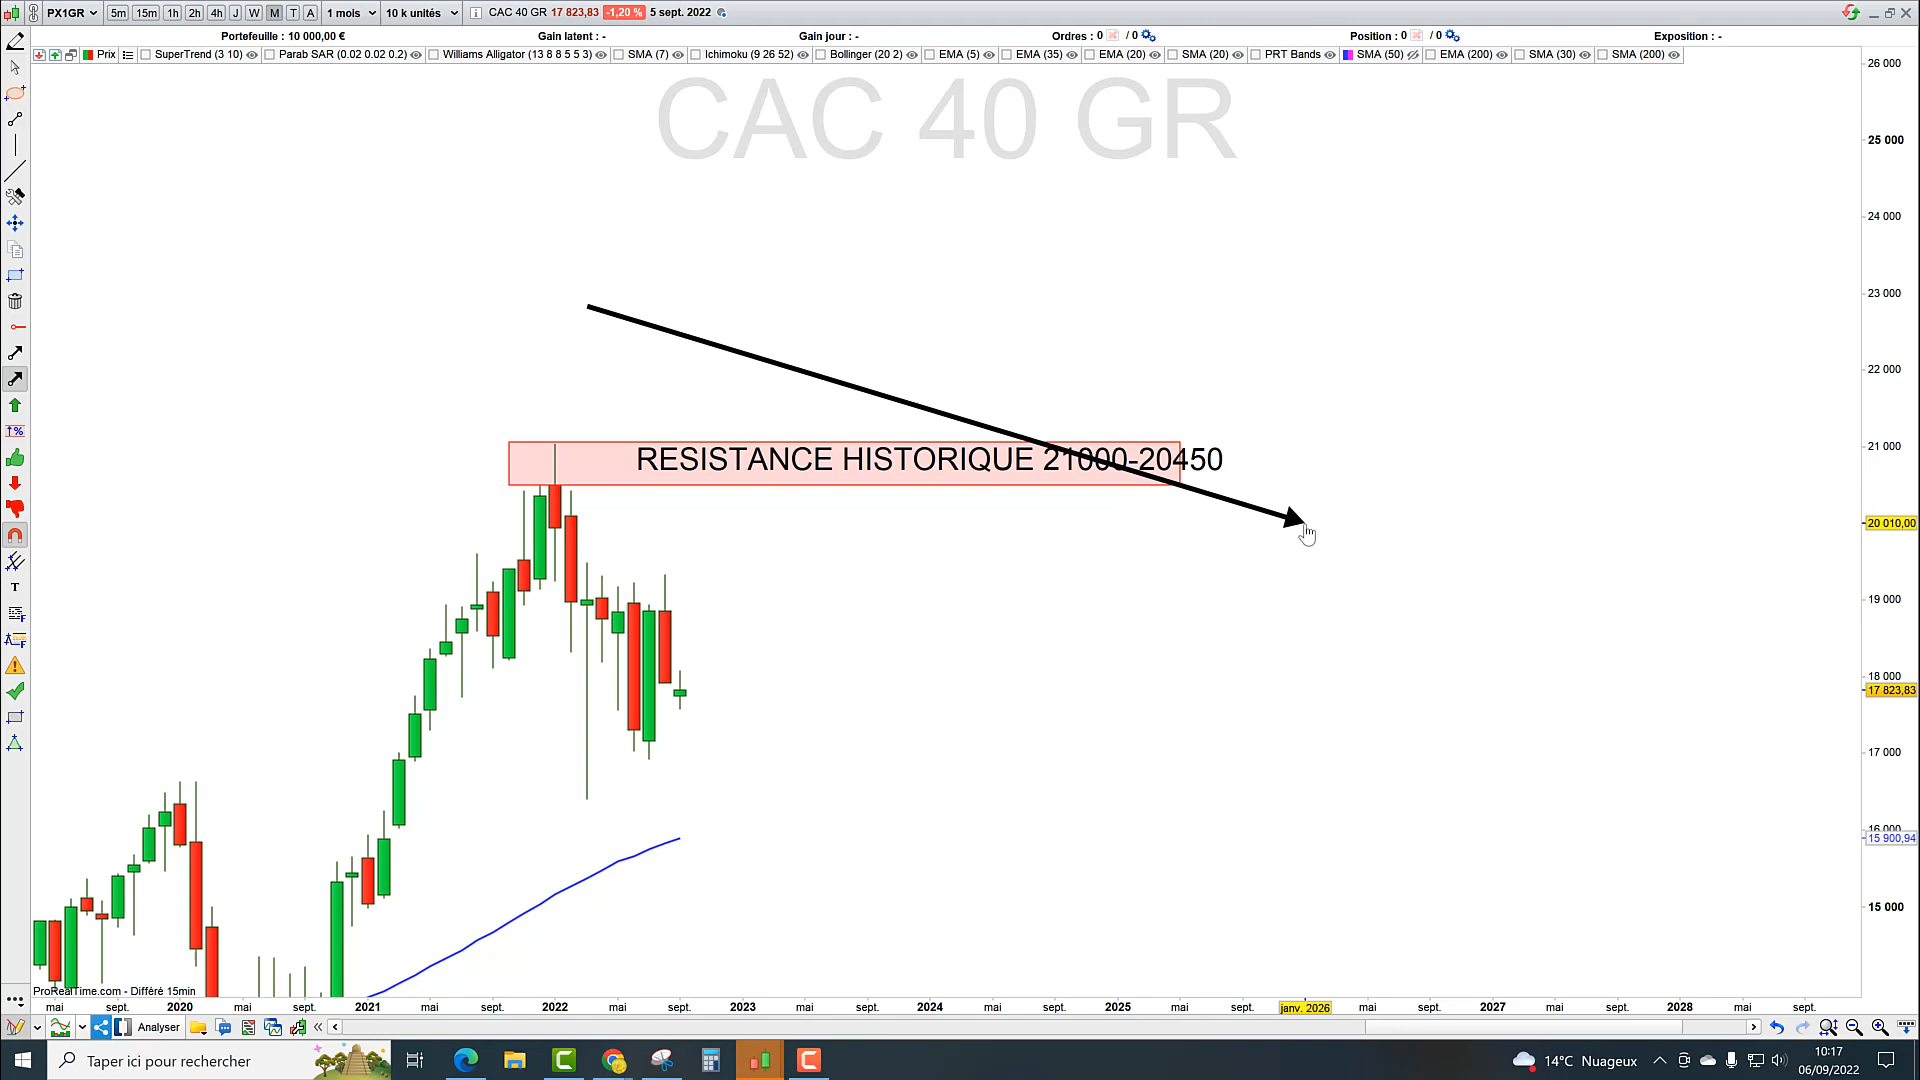 PX1GR 5m 15m 1h 2h 4h J W M T A 1 mois 10 k unités CAC 40 GR 17 823,83 -1,20 % 5 sept. 2022
Portefeuille : 10 000,00 € Gain latent : - Gain jour : - Ordres : 0 / 0 Position : 0 / 0 Exposition : -
Prix SuperTrend (3 10) Parab SAR (0.02 0.02 0.2) Williams Alligator (13 8 8 5 5 3) SMA (7) Ichimoku (9 26 52) Bollinger (20 2) EMA (5) EMA (35) EMA (20) SMA (20) PRT Bands SMA (50) EMA (200) SMA (30) SMA (200)
CAC 40 GR
26 000
25 000
24 000
23 000
22 000
21 000
RESISTANCE HISTORIQUE 21000-20450
20 010,00
19 000
18 000
17 823,83
17 000
16 000
15 900,94
15 000
ProRealTime.com - Différé 15min
mai sept. 2020 mai sept. 2021 mai sept. 2022 mai sept. 2023 mai sept. 2024 mai sept. 2025 mai sept. janv. 2026 mai sept. 2027 mai sept. 2028 mai sept.
Analyser
Taper ici pour rechercher
14°C Nuageux
10:17
06/09/2022